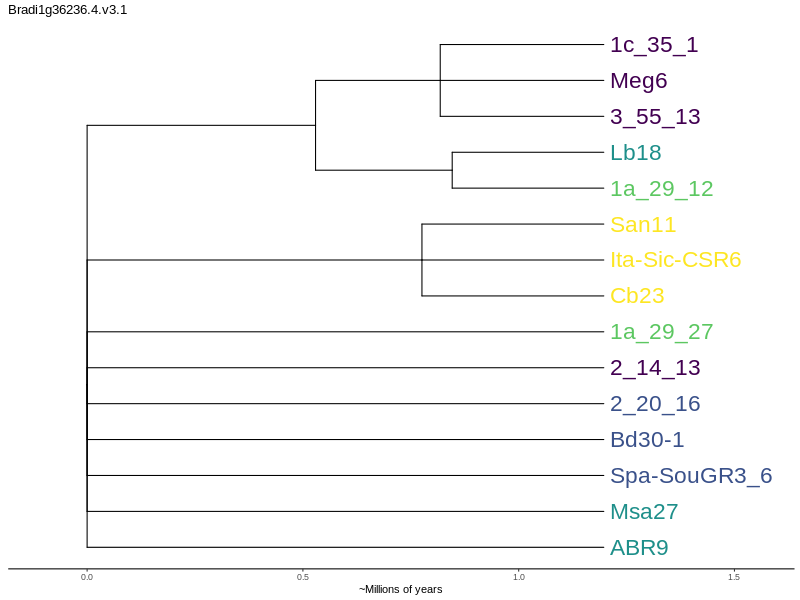 Bradi1g36236.4.v3.1
1c_35_1
Meg6
3_55_13
Lb18
1a_29_12
San11
Ita-Sic-CSR6
Cb23
1a_29_27
2_14_13
2_20_16
Bd30-1
Spa-SouGR3_6
Msa27
ABR9
0.0 0.5 1.0 1.5
~Millions of years